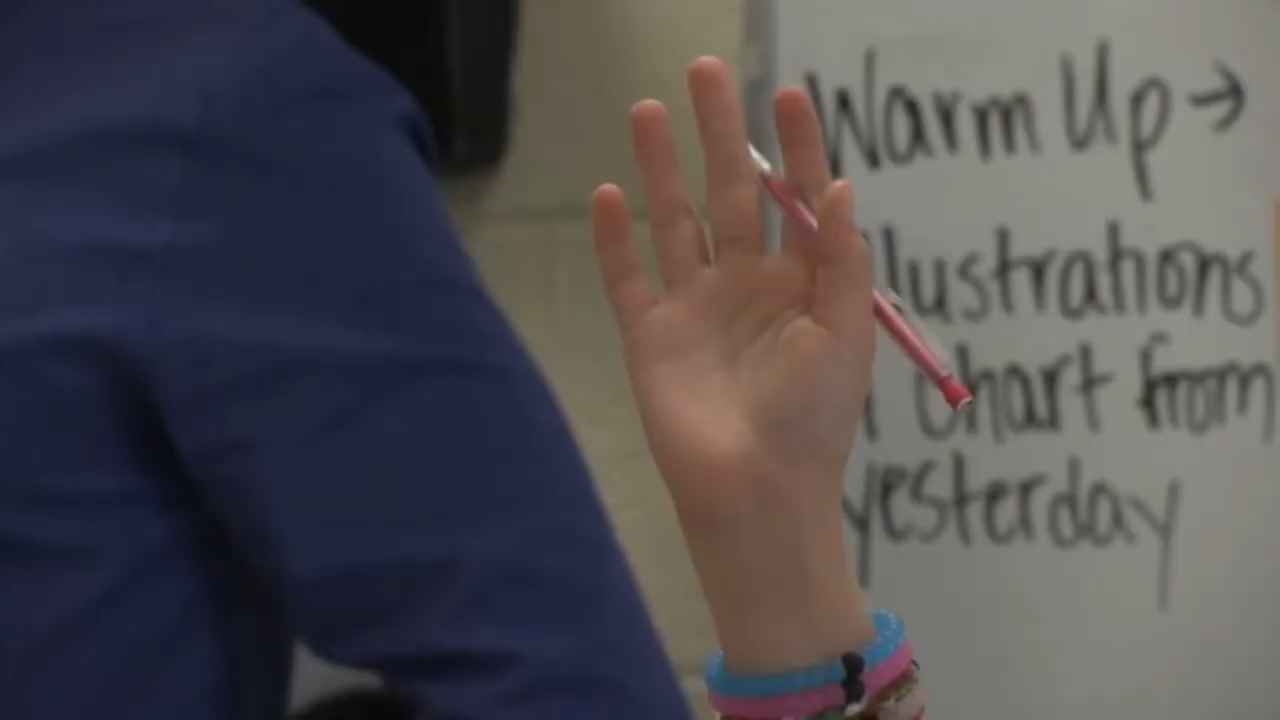 Warm Up →
llustrations
Chart from
yesterday